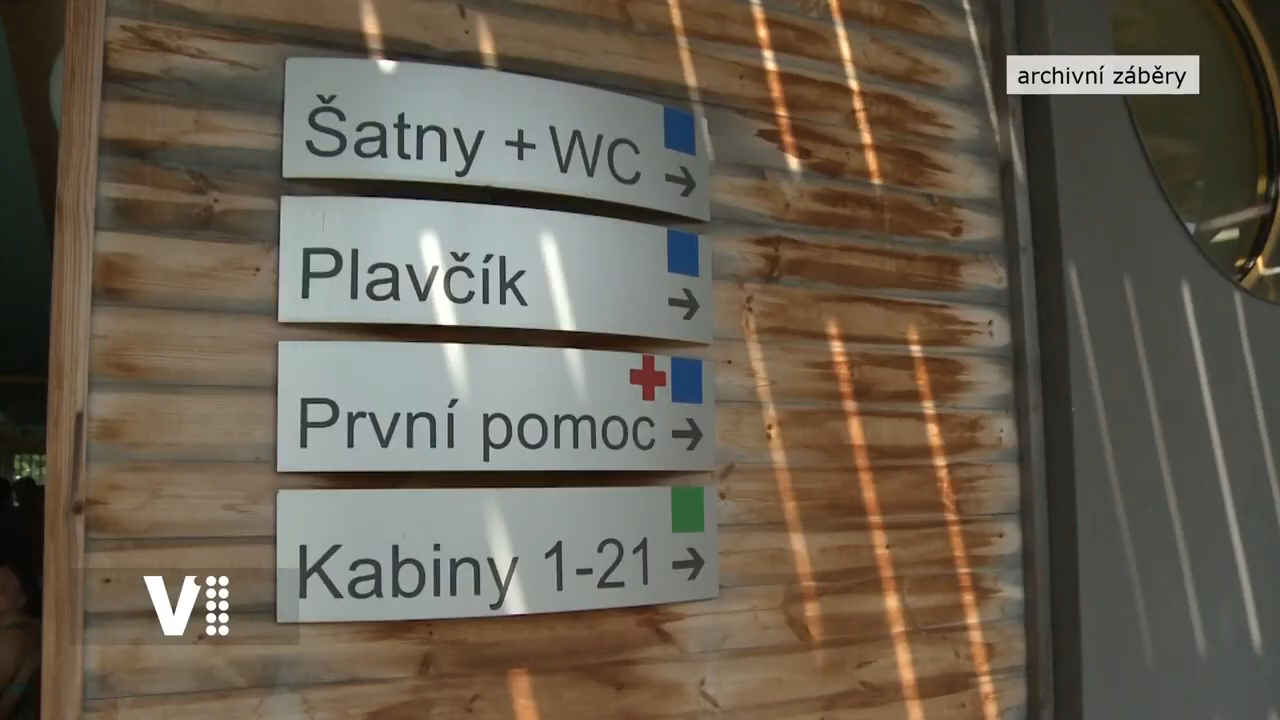 archivní záběry
Šatny + WC
Plavčík
První pomoc
Kabiny 1-21
V